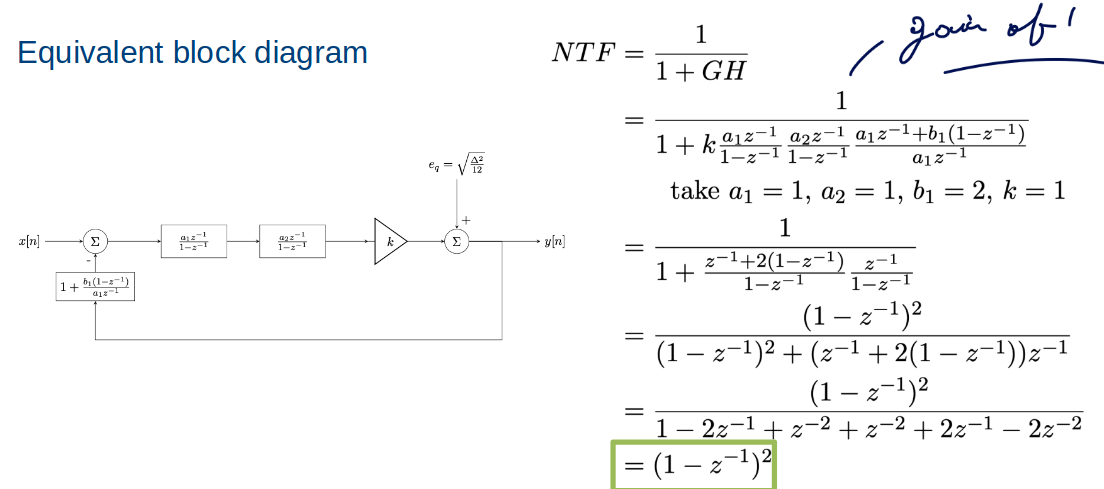 Equivalent block diagram
e_q = \sqrt{\frac{\Delta^2}{12}}
+
x[n]
Σ
\frac{a_1 z^{-1}}{1-z^{-1}}
\frac{a_2 z^{-1}}{1-z^{-1}}
k
Σ
y[n]
-
1 + \frac{b_1(1-z^{-1})}{a_1 z^{-1}}
gain of 1
NTF = \frac{1}{1+GH}
= \frac{1}{1 + k\frac{a_1 z^{-1}}{1-z^{-1}}\frac{a_2 z^{-1}}{1-z^{-1}}\frac{a_1 z^{-1}+b_1(1-z^{-1})}{a_1 z^{-1}}}
take a_1 = 1, a_2 = 1, b_1 = 2, k = 1
= \frac{1}{1 + \frac{z^{-1}+2(1-z^{-1})}{1-z^{-1}}\frac{z^{-1}}{1-z^{-1}}}
= \frac{(1-z^{-1})^2}{(1-z^{-1})^2 + (z^{-1}+2(1-z^{-1}))z^{-1}}
= \frac{(1-z^{-1})^2}{1-2z^{-1}+z^{-2}+z^{-2}+2z^{-1}-2z^{-2}}
= (1-z^{-1})^2